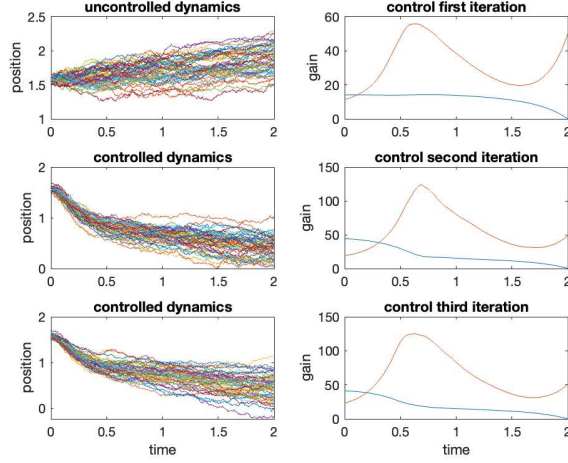 uncontrolled dynamics
2.5
2
1.5
1
position
0 0.5 1 1.5 2
control first iteration
60
40
20
0
gain
0 0.5 1 1.5 2
controlled dynamics
2
1
0
position
0 0.5 1 1.5 2
control second iteration
150
100
50
0
gain
0 0.5 1 1.5 2
controlled dynamics
2
1
0
position
0 0.5 1 1.5 2
time
control third iteration
150
100
50
0
gain
0 0.5 1 1.5 2
time